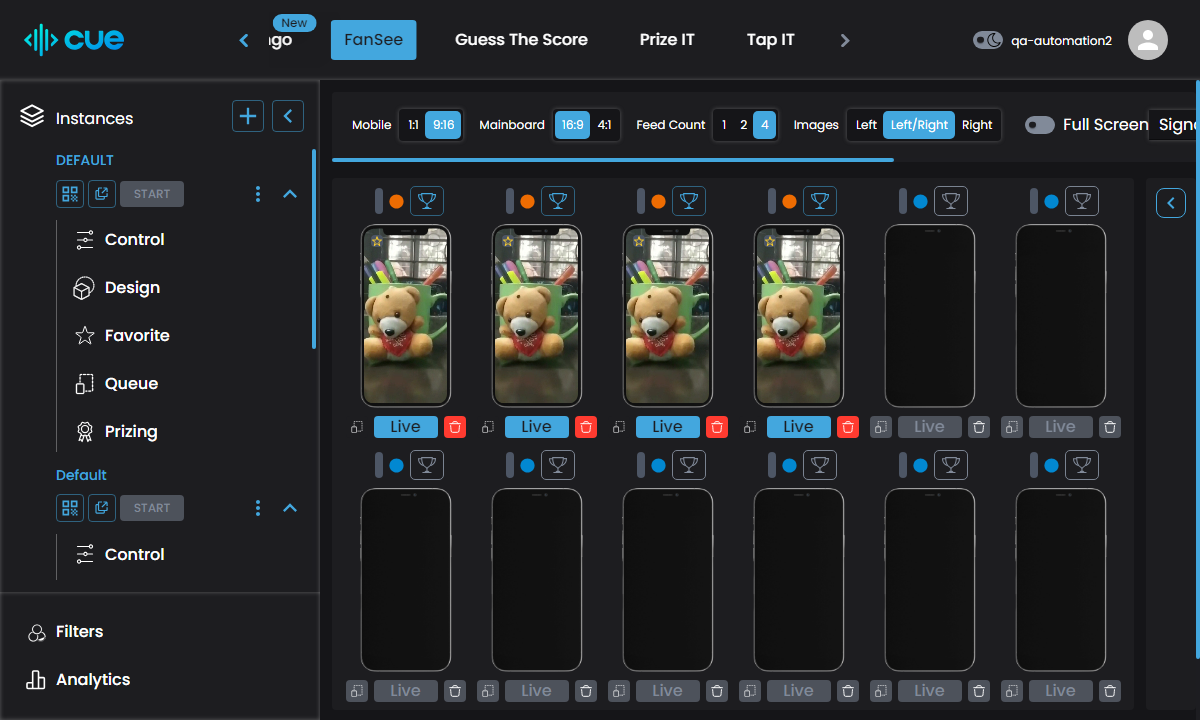 cue
New
ngo
FanSee
Guess The Score
Prize IT
Tap IT
qa-automation2
Instances
DEFAULT
START
Control
Design
Favorite
Queue
Prizing
Default
START
Control
Filters
Analytics
Mobile 1:1 9:16 Mainboard 16:9 4:1 Feed Count 1 2 4 Images Left Left/Right Right Full Screen
Live Live Live Live Live Live
Live Live Live Live Live Live